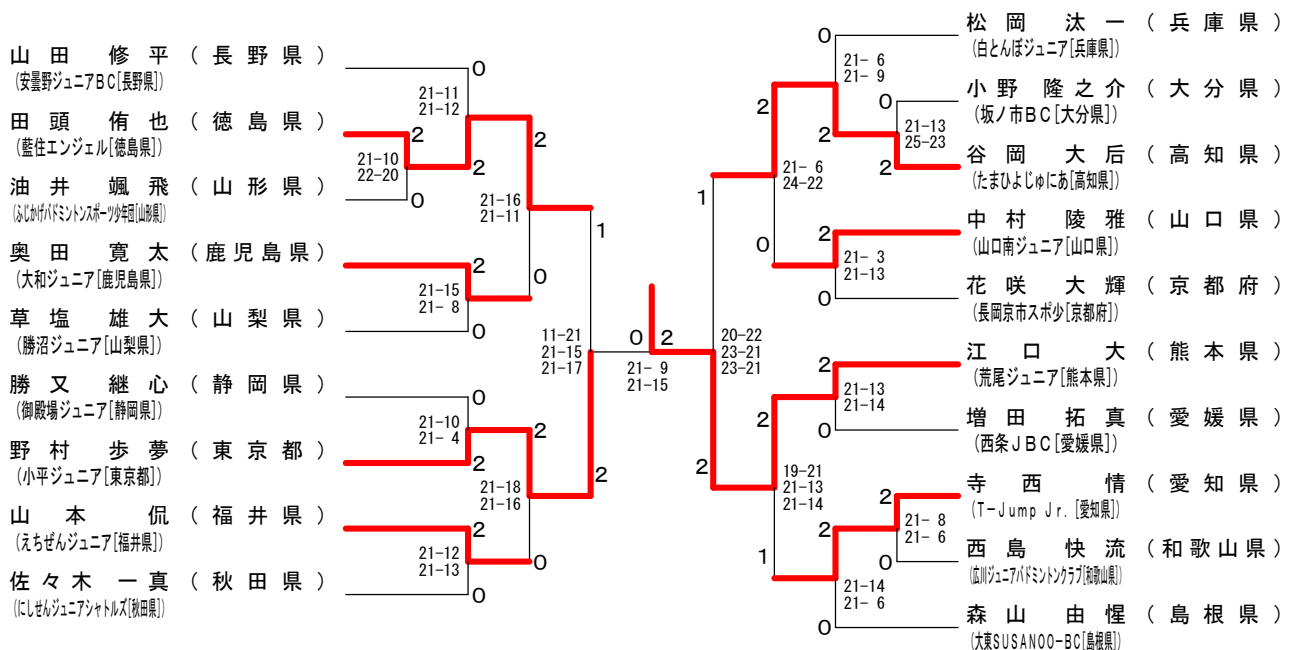 山田 修平 (長野県)
(安曇野ジュニアBC[長野県])
0
21-11
21-12
田頭 侑也 (徳島県)
(藍住エンジェル[徳島県])
2
2
2
21-10
22-20
油井 颯飛 (山形県)
(ふじかげバドミントンスポーツ少年団[山形県])
0
21-16
21-11
1
奥田 寛太 (鹿児島県)
(大和ジュニア[鹿児島県])
2
0
21-15
21- 8
草塩 雄大 (山梨県)
(勝沼ジュニア[山梨県])
0
11-21
21-15
21-17
勝又 継心 (静岡県)
(御殿場ジュニア[静岡県])
0
21-10
21- 4
野村 歩夢 (東京都)
(小平ジュニア[東京都])
2
2
2
21-18
21-16
山本 侃 (福井県)
(えちぜんジュニア[福井県])
2
0
21-12
21-13
佐々木 一真 (秋田県)
(にしせんジュニアシャトルズ[秋田県])
0
0 2
21- 9
21-15
松岡 汰一 (兵庫県)
(白とんぼジュニア[兵庫県])
0
21- 6
21- 9
小野 隆之介 (大分県)
(坂ノ市BC[大分県])
0
2
2
21-13
25-23
谷岡 大后 (高知県)
(たまひよじゅにあ[高知県])
2
21- 6
24-22
1
中村 陵雅 (山口県)
(山口南ジュニア[山口県])
2
0
21- 3
21-13
花咲 大輝 (京都府)
(長岡京市スポ少[京都府])
0
20-22
23-21
23-21
江口 大 (熊本県)
(荒尾ジュニア[熊本県])
2
21-13
21-14
増田 拓真 (愛媛県)
(西条JBC[愛媛県])
0
2
2
19-21
21-13
21-14
寺西 情 (愛知県)
(T-Jump Jr.[愛知県])
2
2
21- 8
21- 6
西島 快流 (和歌山県)
(広川ジュニアバドミントンクラブ[和歌山県])
0
1
21-14
21- 6
森山 由惺 (島根県)
(大東SUSANOO-BC[島根県])
0